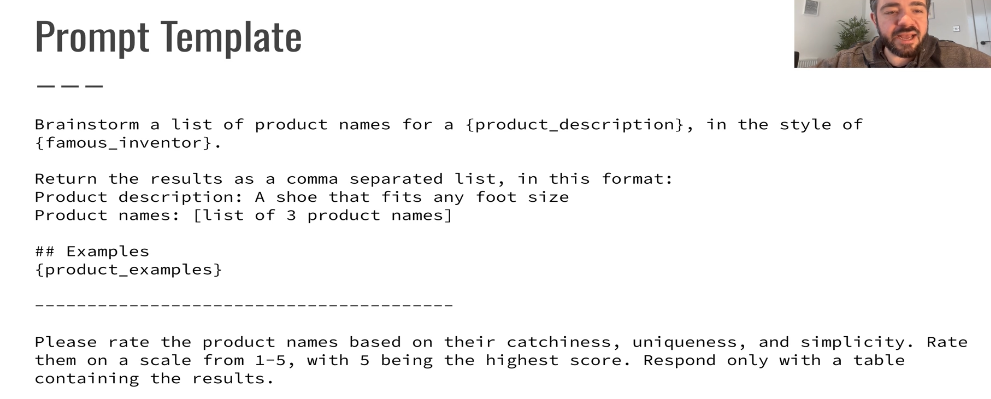 Prompt Template
———
Brainstorm a list of product names for a {product_description}, in the style of
{famous_inventor}.
Return the results as a comma separated list, in this format:
Product description: A shoe that fits any foot size
Product names: [list of 3 product names]
## Examples
{product_examples}
----------------------------------------
Please rate the product names based on their catchiness, uniqueness, and simplicity. Rate
them on a scale from 1-5, with 5 being the highest score. Respond only with a table
containing the results.